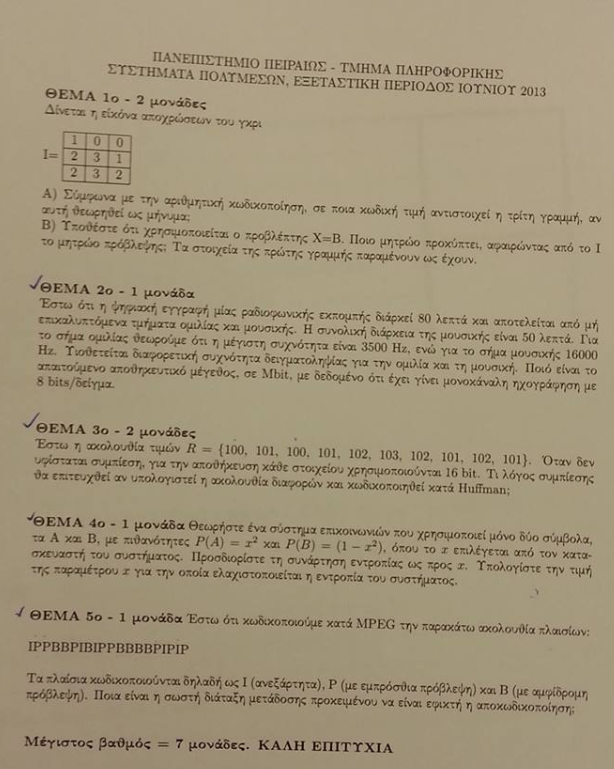 ΠΑΝΕΠΙΣΤΗΜΙΟ ΠΕΙΡΑΙΩΣ - ΤΜΗΜΑ ΠΛΗΡΟΦΟΡΙΚΗΣ
ΣΥΣΤΗΜΑΤΑ ΠΟΛΥΜΕΣΩΝ, ΕΞΕΤΑΣΤΙΚΗ ΠΕΡΙΟΔΟΣ ΙΟΥΝΙΟΥ 2013
ΘΕΜΑ 1ο - 2 μονάδες
Δίνεται η εικόνα αποχρώσεων του γκρι
1 0 0
I= 2 3 1
2 3 2
Α) Σύμφωνα με την αριθμητική κωδικοποίηση, σε ποια κωδική τιμή αντιστοιχεί η τρίτη γραμμή, αν
αυτή θεωρηθεί ως μήνυμα;
Β) Υποθέστε ότι χρησιμοποιείται ο προβλέπτης X=B. Ποιο μητρώο προκύπτει, αφαιρώντας από το I
το μητρώο πρόβλεψης; Τα στοιχεία της πρώτης γραμμής παραμένουν ως έχουν.
ΘΕΜΑ 2ο - 1 μονάδα
Έστω ότι η ψηφιακή εγγραφή μίας ραδιοφωνικής εκπομπής διάρκεί 80 λεπτά και αποτελείται από μή
επικαλυπτόμενα τμήματα ομιλίας και μουσικής. Η συνολική διάρκεια της μουσικής είναι 50 λεπτά. Για
το σήμα ομιλίας θεωρούμε ότι η μέγιστη συχνότητα είναι 3500 Hz, ενώ για το σήμα μουσικής 16000
Hz. Υιοθετείται διαφορετική συχνότητα δειγματοληψίας για την ομιλία και τη μουσική. Ποιό είναι το
απαιτούμενο αποθηκευτικό μέγεθος, σε Mbit, με δεδομένο ότι έχει γίνει μονοκάναλη ηχογράφηση με
8 bits/δείγμα.
ΘΕΜΑ 3ο - 2 μονάδες
Έστω η ακολουθία τιμών R = {100, 101, 100, 101, 102, 103, 102, 101, 102, 101}. Όταν δεν
υφίσταται συμπίεση, για την αποθήκευση κάθε στοιχείου χρησιμοποιούνται 16 bit. Τι λόγος συμπίεσης
θα επιτευχθεί αν υπολογιστεί η ακολουθία διαφορών και κωδικοποιηθεί κατά Huffman;
ΘΕΜΑ 4ο - 1 μονάδα Θεωρήστε ένα σύστημα επικοινωνιών που χρησιμοποιεί μόνο δύο σύμβολα,
τα A και B, με πιθανότητες P(A) = x² και P(B) = (1 − x²), όπου το x επιλέγεται από τον κατα-
σκευαστή του συστήματος. Προσδιορίστε τη συνάρτηση εντροπίας ως προς x. Υπολογίστε την τιμή
της παραμέτρου x για την οποία ελαχιστοποιείται η εντροπία του συστήματος.
ΘΕΜΑ 5ο - 1 μονάδα Έστω ότι κωδικοποιούμε κατά MPEG την παρακάτω ακολουθία πλαισίων:
IPPBBPIBIPPBBBBPIPIP
Τα πλαίσια κωδικοποιούνται δηλαδή ως I (ανεξάρτητα), P (με εμπρόσθια πρόβλεψη) και B (με αμφίδρομη
πρόβλεψη). Ποια είναι η σωστή διάταξη μετάδοσης προκειμένου να είναι εφικτή η αποκωδικοποίηση;
Μέγιστος βαθμός = 7 μονάδες. ΚΑΛΗ ΕΠΙΤΥΧΙΑ